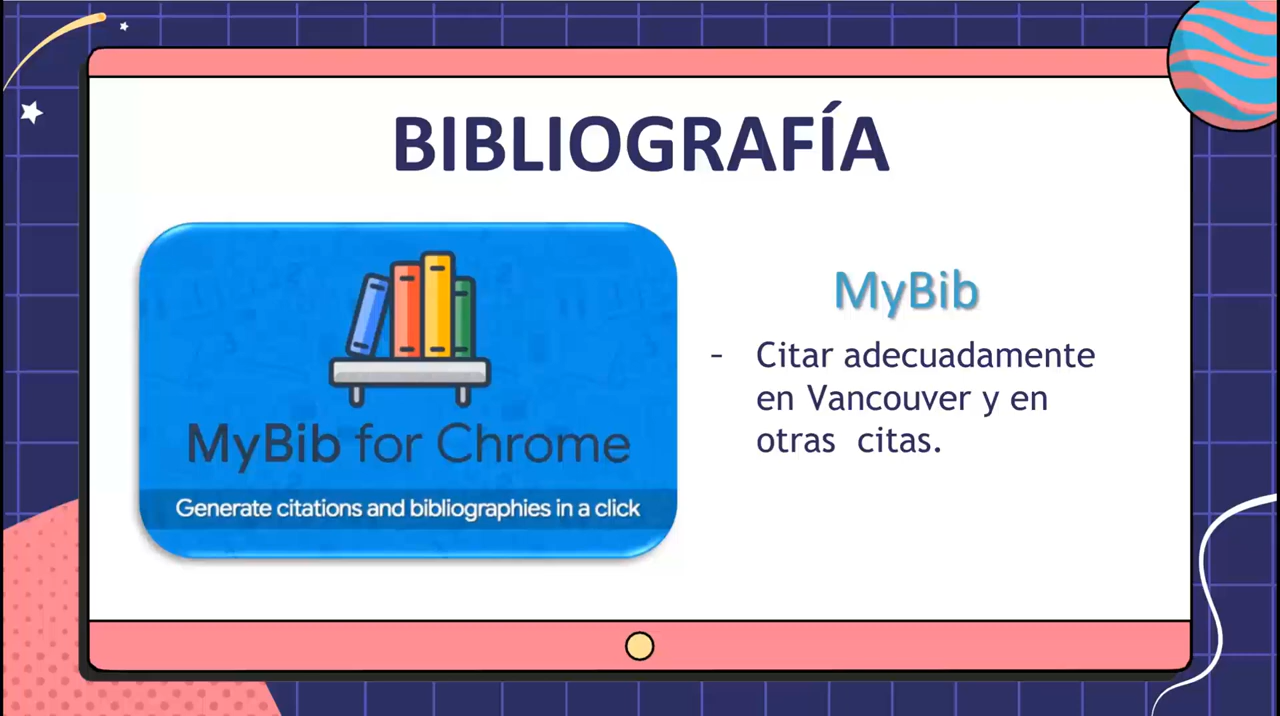 BIBLIOGRAFÍA
MyBib for Chrome
Generate citations and bibliographies in a click
MyBib
- Citar adecuadamente
en Vancouver y en
otras citas.